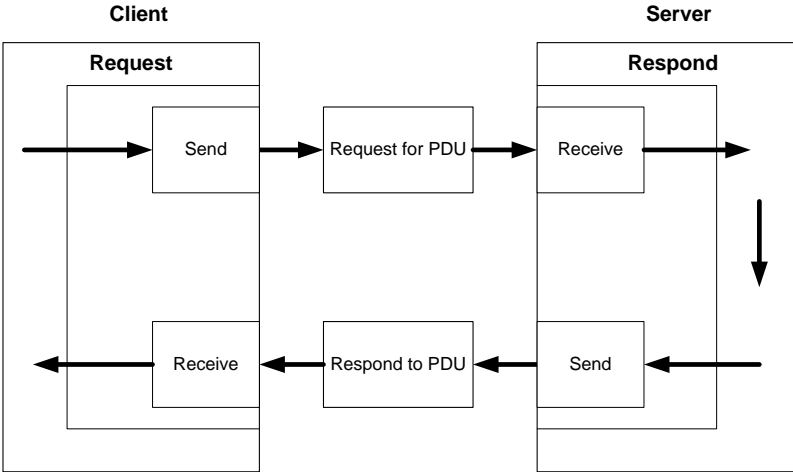 Client
Server
Request
Respond
Send
Request for PDU
Receive
Receive
Respond to PDU
Send